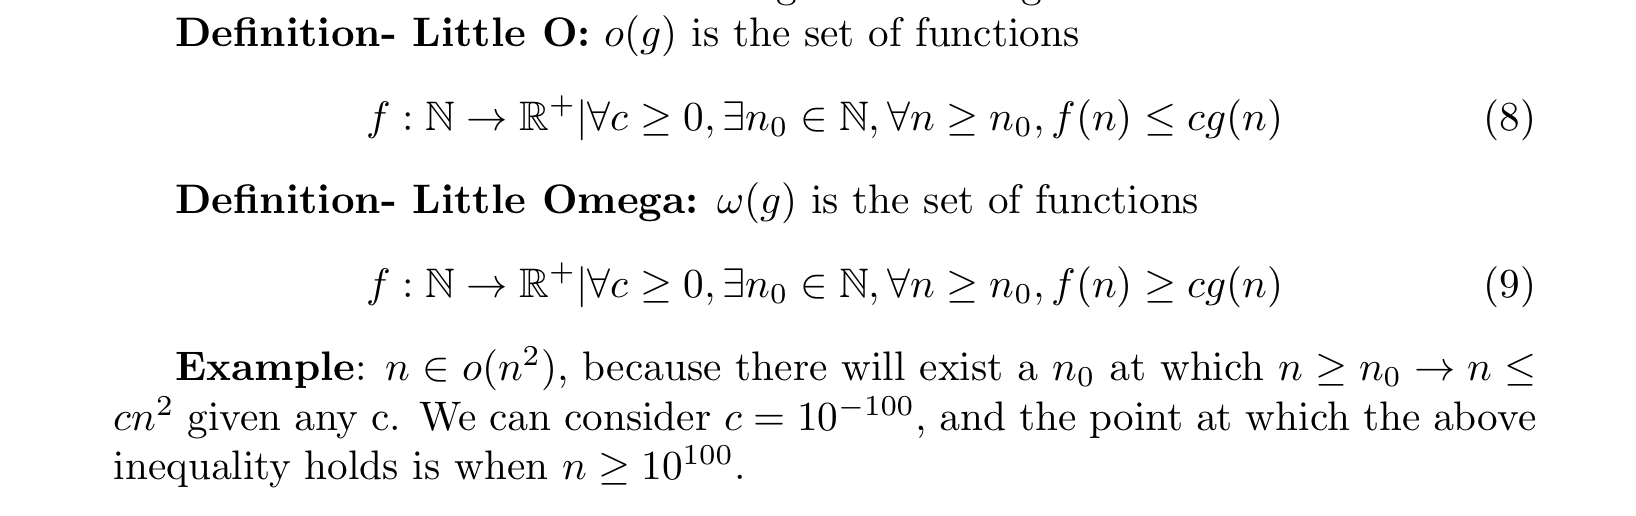 Definition- Little O: o(g) is the set of functions
f : ℕ → ℝ⁺|∀c ≥ 0, ∃n₀ ∈ ℕ, ∀n ≥ n₀, f(n) ≤ cg(n) (8)
Definition- Little Omega: ω(g) is the set of functions
f : ℕ → ℝ⁺|∀c ≥ 0, ∃n₀ ∈ ℕ, ∀n ≥ n₀, f(n) ≥ cg(n) (9)
Example: n ∈ o(n²), because there will exist a n₀ at which n ≥ n₀ → n ≤
cn² given any c. We can consider c = 10⁻¹⁰⁰, and the point at which the above
inequality holds is when n ≥ 10¹⁰⁰.